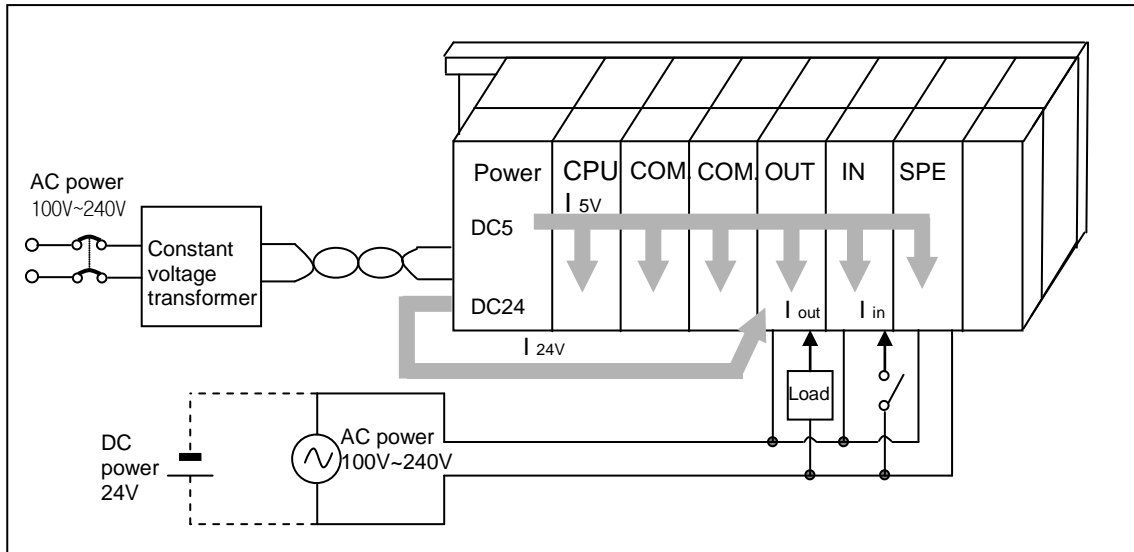 Power CPU COM. COM. OUT IN SPE
AC power
100V~240V
I 5V
DC5
Constant
voltage
transformer
DC24
I out I in
I 24V
Load
DC
power
24V
AC power
100V~240V